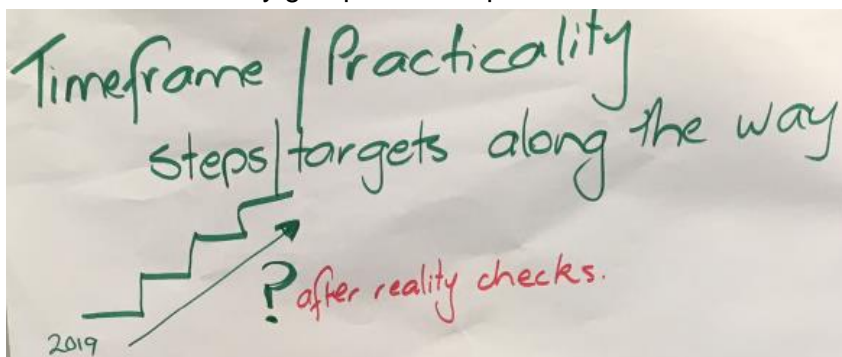 Timeframe / Practicality
steps/targets along the way
? after reality checks.
2019